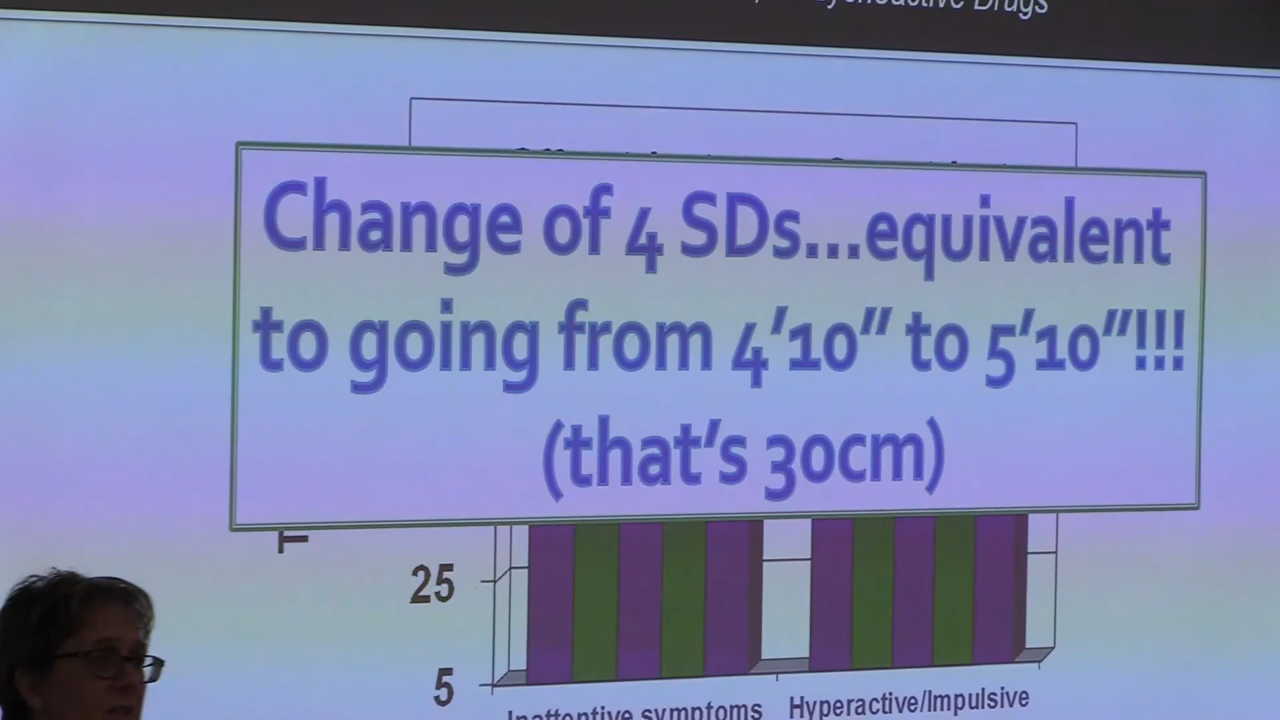 Drugs
Change of 4 SDs...equivalent
to going from 4'10" to 5'10"!!!
(that's 30cm)
T
25
5
Inattentive symptoms
Hyperactive/Impulsive